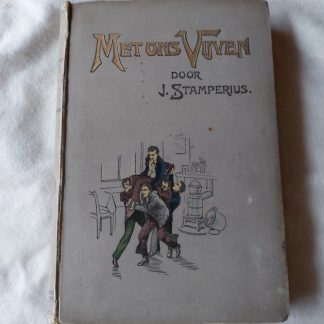 MET ONS VIJVEN
DOOR
J. STAMPERIUS.